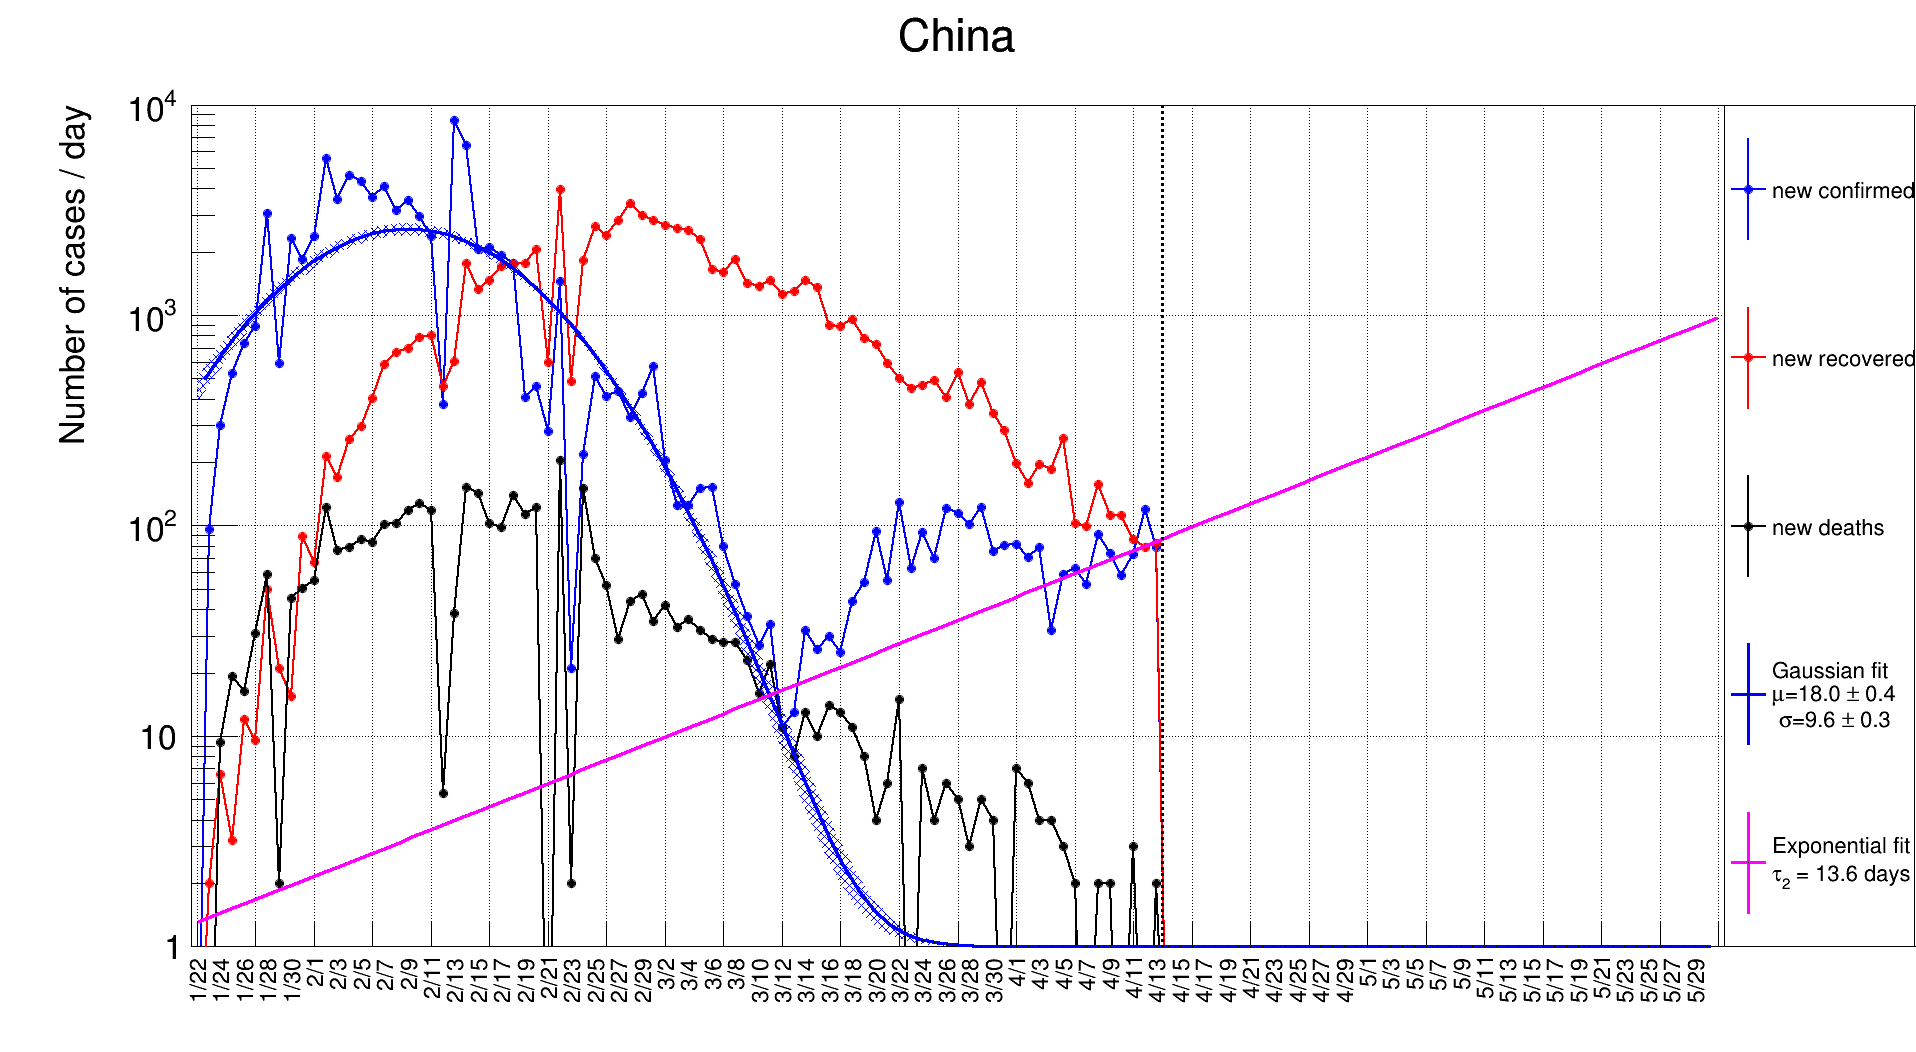 China
Number of cases / day
10⁴
10³
10²
10
1
1/22 1/24 1/26 1/28 1/30 2/1 2/3 2/5 2/7 2/9 2/11 2/13 2/15 2/17 2/19 2/21 2/23 2/25 2/27 2/29 3/2 3/4 3/6 3/8 3/10 3/12 3/14 3/16 3/18 3/20 3/22 3/24 3/26 3/28 3/30 4/1 4/3 4/5 4/7 4/9 4/11 4/13 4/15 4/17 4/19 4/21 4/23 4/25 4/27 4/29 5/1 5/3 5/5 5/7 5/9 5/11 5/13 5/15 5/17 5/19 5/21 5/23 5/25 5/27 5/29
new confirmed
new recovered
new deaths
Gaussian fit
μ=18.0 ± 0.4
σ=9.6 ± 0.3
Exponential fit
τ₂ = 13.6 days